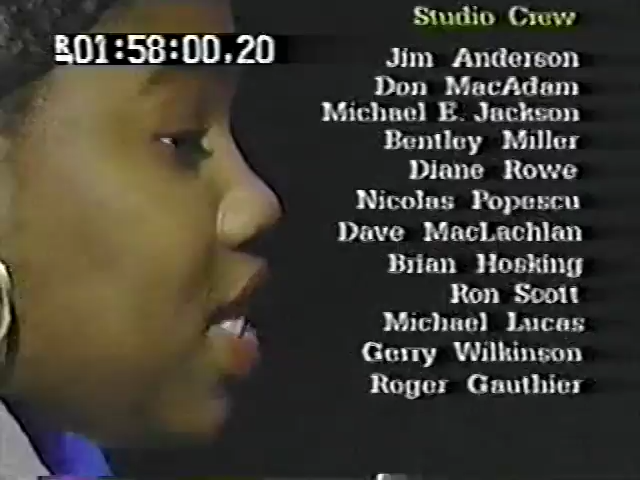 Studio Crew
R01:58:00.20
Jim Anderson
Don MacAdam
Michael E. Jackson
Bentley Miller
Diane Rowe
Nicolas Popescu
Dave MacLachlan
Brian Hosking
Ron Scott
Michael Lucas
Gerry Wilkinson
Roger Gauthier